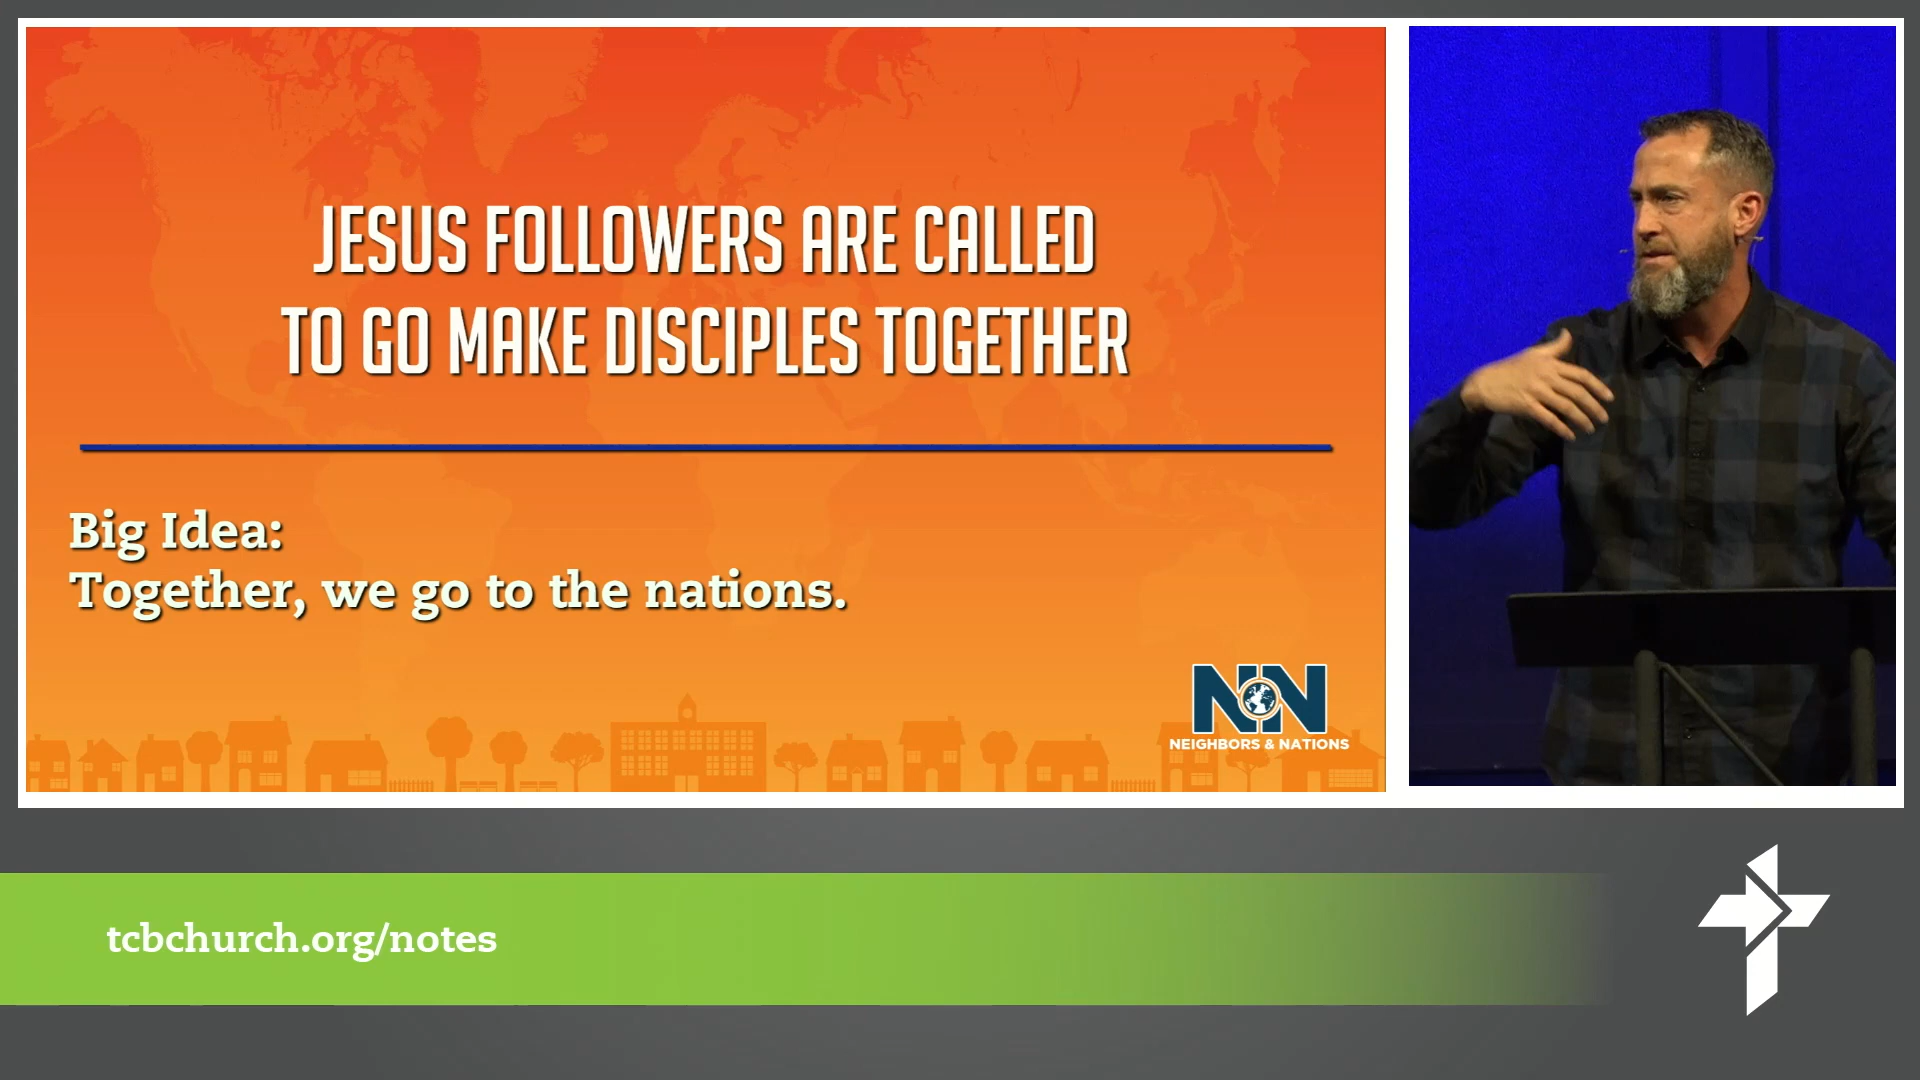 JESUS FOLLOWERS ARE CALLED
TO GO MAKE DISCIPLES TOGETHER
Big Idea:
Together, we go to the nations.
NN
NEIGHBORS & NATIONS
tcbchurch.org/notes